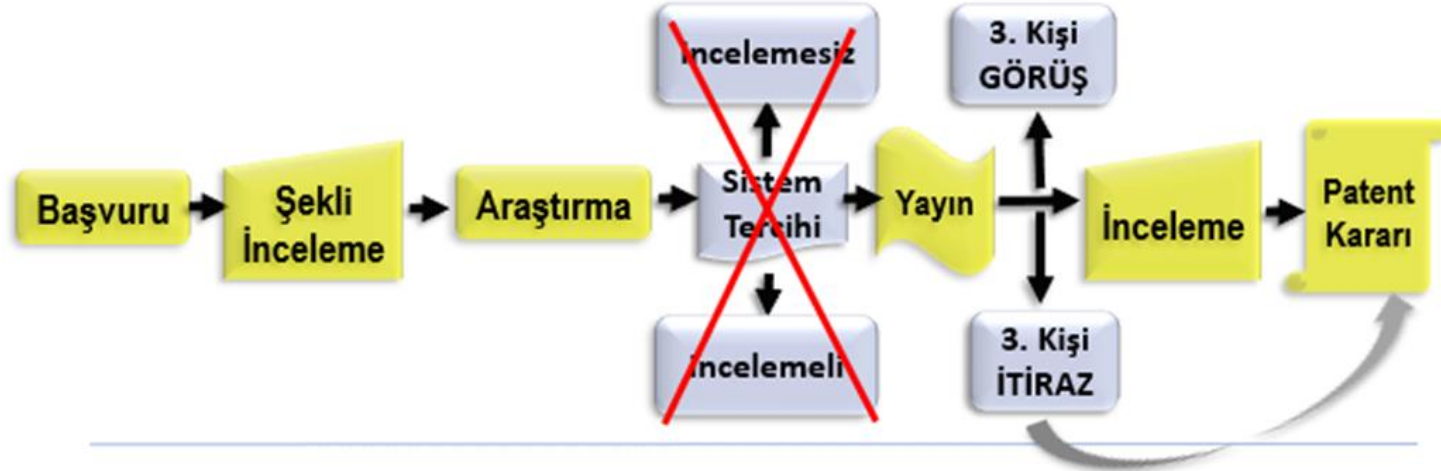 Başvuru
Şekli
İnceleme
Araştırma
İncelemesiz
Sistem
Tercihi
İncelemeli
Yayın
3. Kişi
GÖRÜŞ
3. Kişi
İTİRAZ
İnceleme
Patent
Kararı